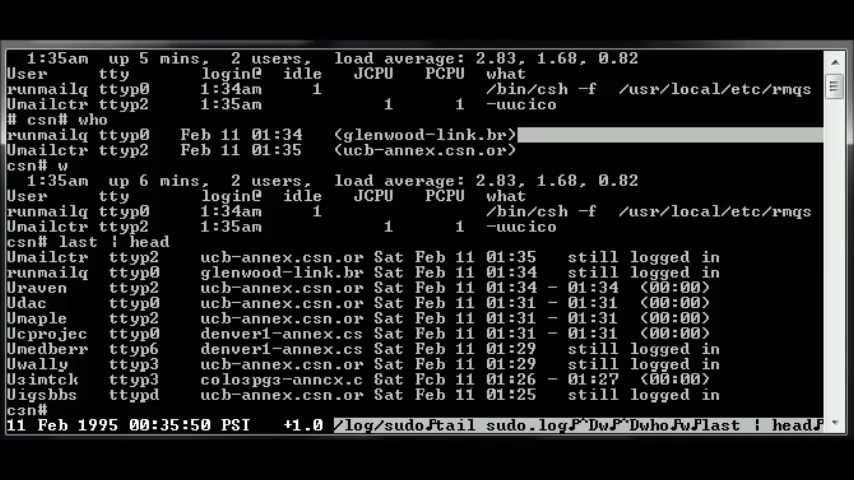 1:35am  up 5 mins,  2 users,  load average: 2.83, 1.68, 0.82
User     tty       login@  idle   JCPU   PCPU  what
runmailq ttyp0     1:34am     1                /bin/csh -f  /usr/local/etc/rmqs
Umailctr ttyp2     1:35am            1      1  -uucico
# csn# who
runmailq ttyp0   Feb 11 01:34   (glenwood-link.br)
Umailctr ttyp2   Feb 11 01:35   (ucb-annex.csn.or)
csn# w
1:35am  up 6 mins,  2 users,  load average: 2.83, 1.68, 0.82
User     tty       login@  idle   JCPU   PCPU  what
runmailq ttyp0     1:34am     1                /bin/csh -f  /usr/local/etc/rmqs
Umailctr ttyp2     1:35am            1      1  -uucico
csn# last | head
Umailctr  ttyp2    ucb-annex.csn.or Sat Feb 11 01:35   still logged in
runmailq  ttyp0    glenwood-link.br Sat Feb 11 01:34   still logged in
Uraven    ttyp2    ucb-annex.csn.or Sat Feb 11 01:34 - 01:34  (00:00)
Udac      ttyp0    ucb-annex.csn.or Sat Feb 11 01:31 - 01:31  (00:00)
Umaple    ttyp2    ucb-annex.csn.or Sat Feb 11 01:31 - 01:31  (00:00)
Ucprojec  ttyp0    denver1-annex.cs Sat Feb 11 01:31 - 01:31  (00:00)
Umedberr  ttyp6    denver1-annex.cs Sat Feb 11 01:29   still logged in
Uwally    ttyp3    ucb-annex.csn.or Sat Feb 11 01:29   still logged in
Usimtck   ttyp3    colospgs-annex.c Sat Feb 11 01:26 - 01:27  (00:00)
Uigsbbs   ttypd    ucb-annex.csn.or Sat Feb 11 01:25   still logged in
csn#
11 Feb 1995 00:35:50 PST   +1.0 /log/sudo♪tail sudo.log♪^Dw♪^Dwho♪w♪last | head♪